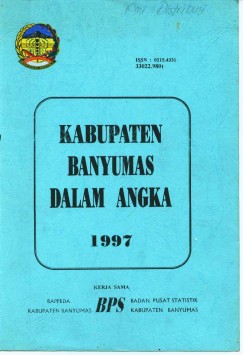 ISSN : 0215.4331
33022.9801
KABUPATEN
BANYUMAS
DALAM ANGKA
1997
KERJA SAMA
BAPPEDA
KABUPATEN BANYUMAS
BPS
BADAN PUSAT STATISTIK
KABUPATEN BANYUMAS